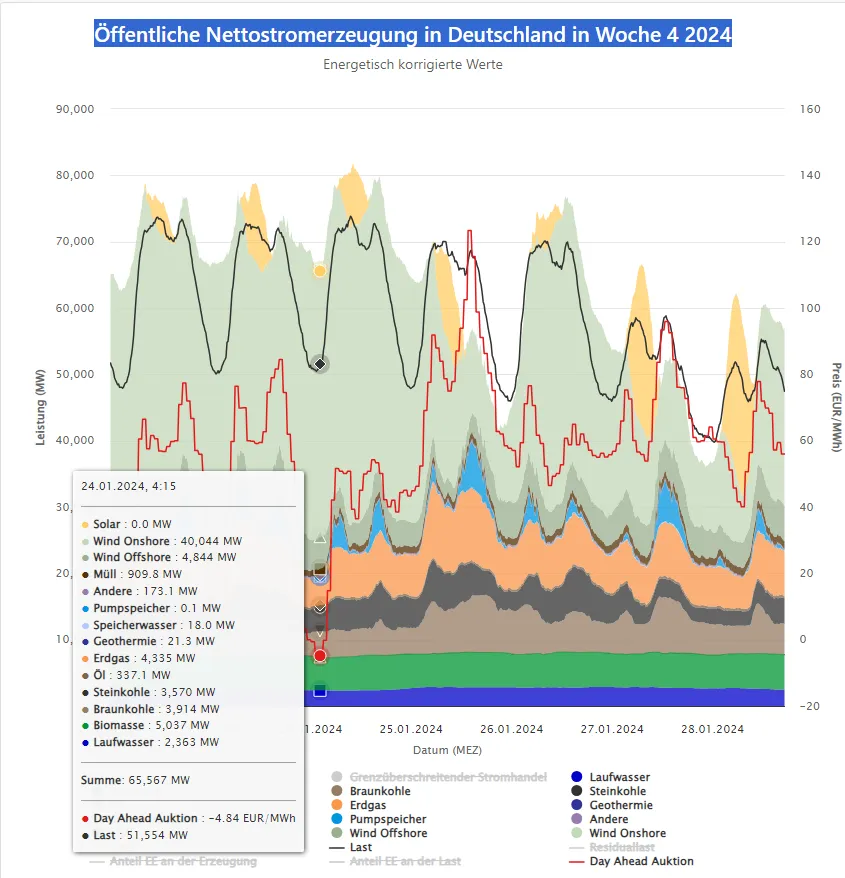 Öffentliche Nettostromerzeugung in Deutschland in Woche 4 2024
Energetisch korrigierte Werte
90,000
80,000
70,000
60,000
50,000
40,000
30,
20,
10,
Leistung (MW)
160
140
120
100
80
60
40
20
0
-20
Preis (EUR/MWh)
24.01.2024, 4:15
Solar : 0.0 MW
Wind Onshore : 40,044 MW
Wind Offshore : 4,844 MW
Müll : 909.8 MW
Andere : 173.1 MW
Pumpspeicher : 0.1 MW
Speicherwasser : 18.0 MW
Geothermie : 21.3 MW
Erdgas : 4,335 MW
Öl : 337.1 MW
Steinkohle : 3,570 MW
Braunkohle : 3,914 MW
Biomasse : 5,037 MW
Laufwasser : 2,363 MW
Summe: 65,567 MW
Day Ahead Auktion : −4.84 EUR/MWh
Last : 51,554 MW
1.2024
25.01.2024
26.01.2024
27.01.2024
28.01.2024
Datum (MEZ)
Grenzüberschreitender Stromhandel
Laufwasser
Braunkohle
Steinkohle
Erdgas
Geothermie
Pumpspeicher
Andere
Wind Offshore
Wind Onshore
Last
Residuallast
Anteil EE an der Erzeugung
Anteil EE an der Last
Day Ahead Auktion